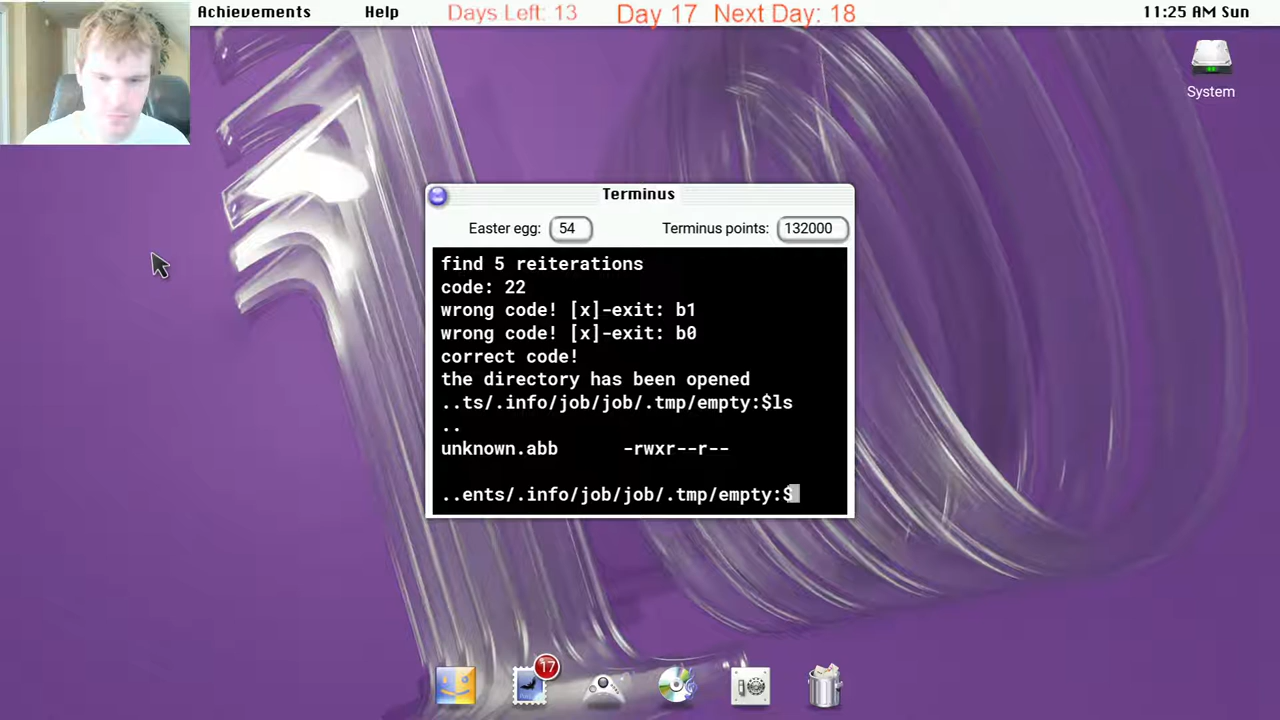 Achievements Help Days Left: 13 Day 17 Next Day: 18 11:25 AM Sun
System
Terminus
Easter egg: 54 Terminus points: 132000
find 5 reiterations
code: 22
wrong code! [x]-exit: b1
wrong code! [x]-exit: b0
correct code!
the directory has been opened
..ts/.info/job/job/.tmp/empty:$ls
..
unknown.abb -rwxr--r--
..ents/.info/job/job/.tmp/empty:$
17